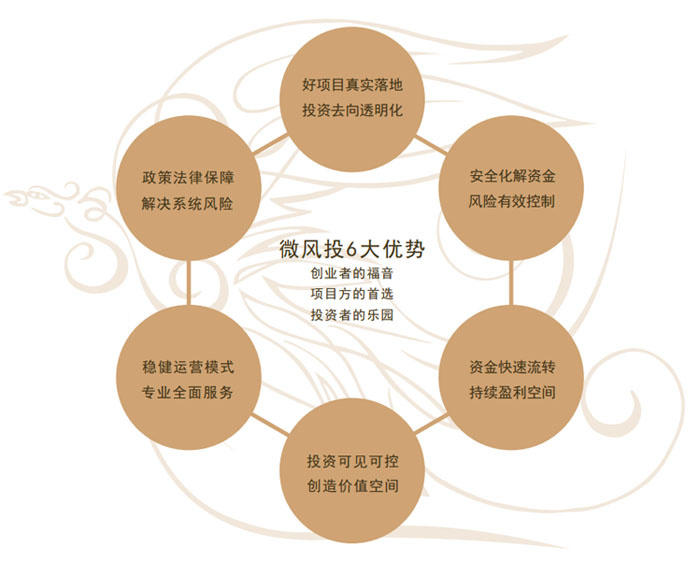 好项目真实落地
投资去向透明化
政策法律保障
解决系统风险
安全化解资金
风险有效控制
微风投6大优势
创业者的福音
项目方的首选
投资者的乐园
稳健运营模式
专业全面服务
资金快速流转
持续盈利空间
投资可见可控
创造价值空间